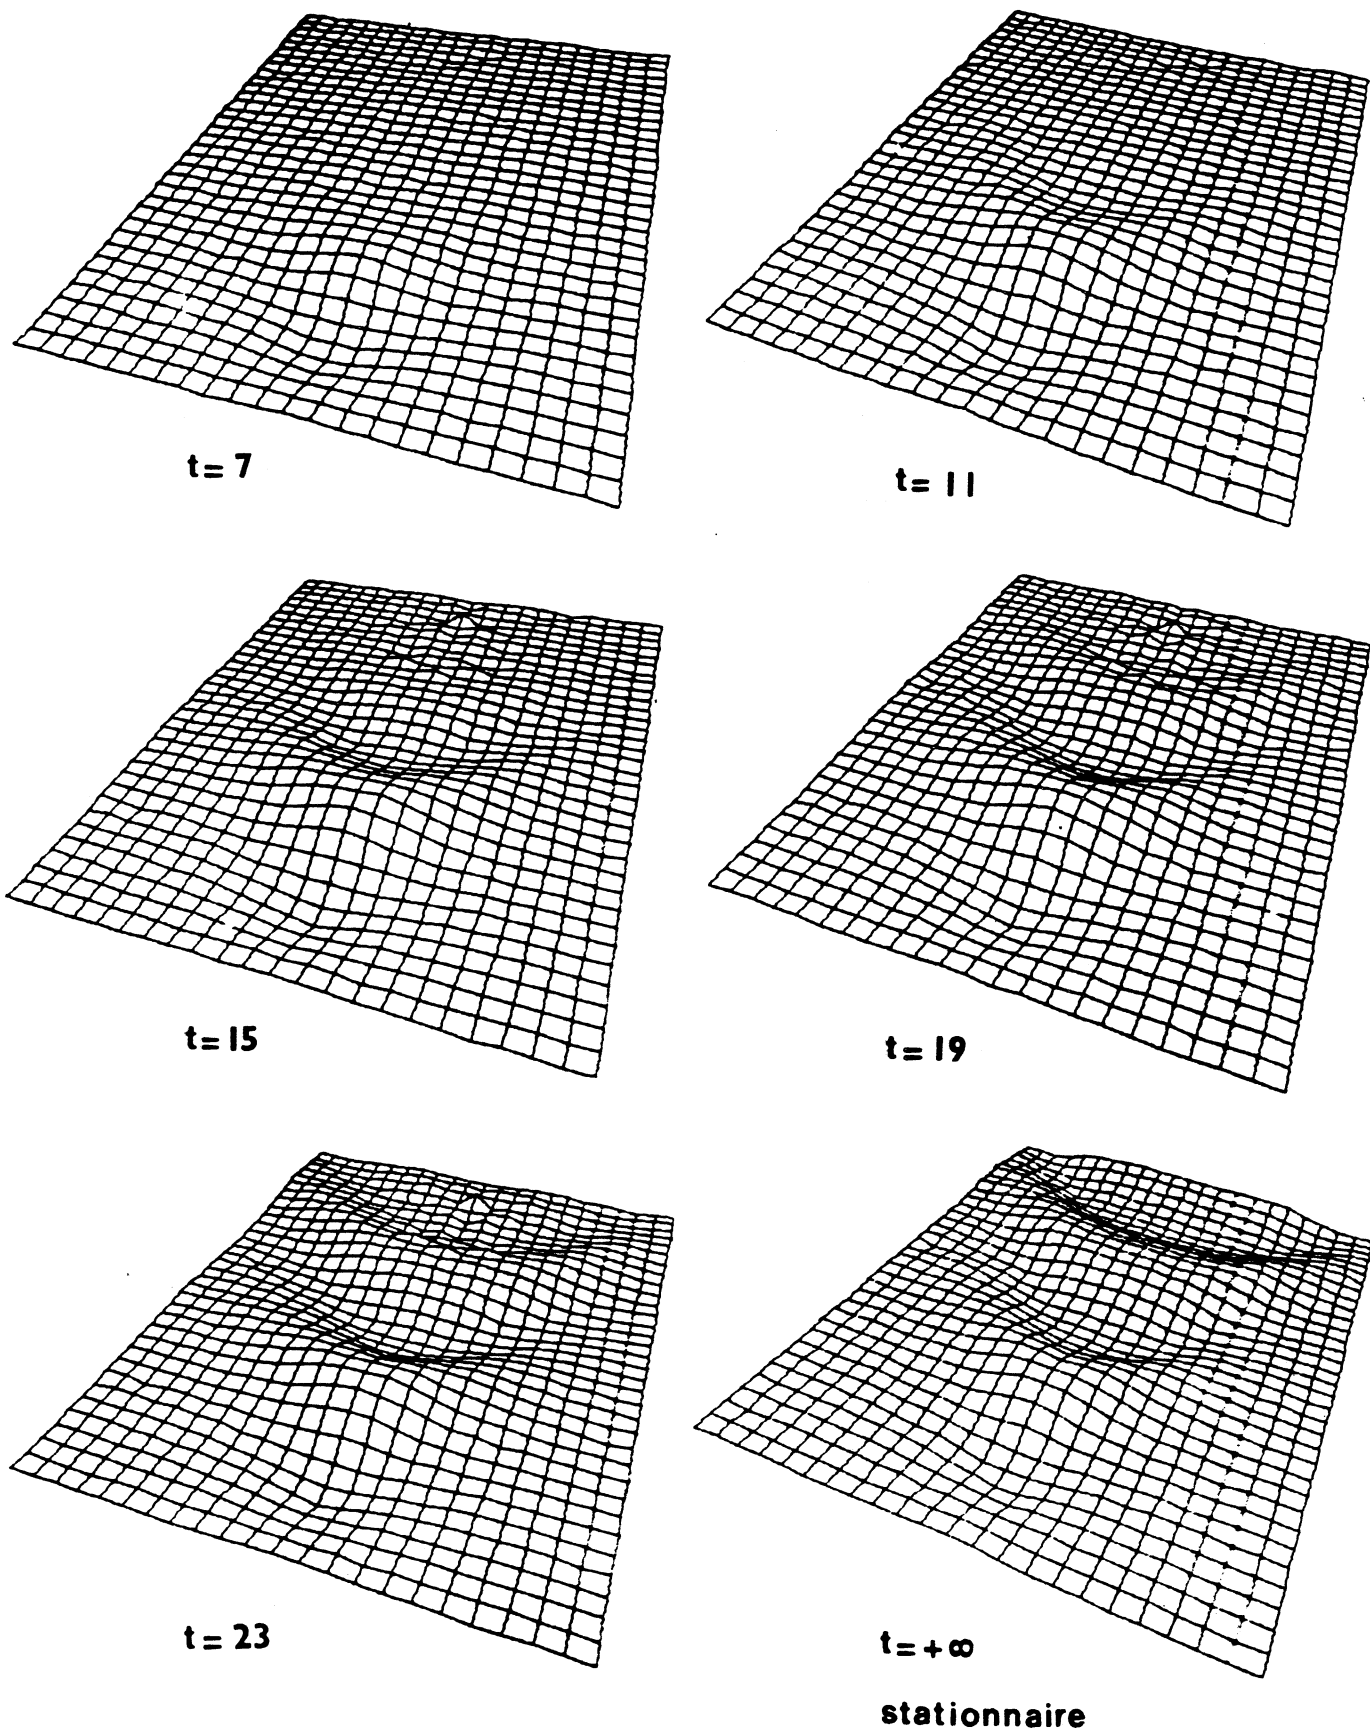 t = 7
t = 11
t = 15
t = 19
t = 23
t = + ∞
stationnaire